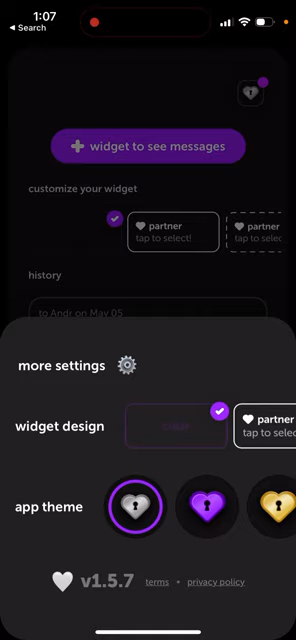 1:07
Search
widget to see messages
customize your widget
partner
tap to select!
partner
tap to selec
history
to Andr on May 05
more settings
widget design
partner
tap to selec
app theme
v1.5.7
terms • privacy policy